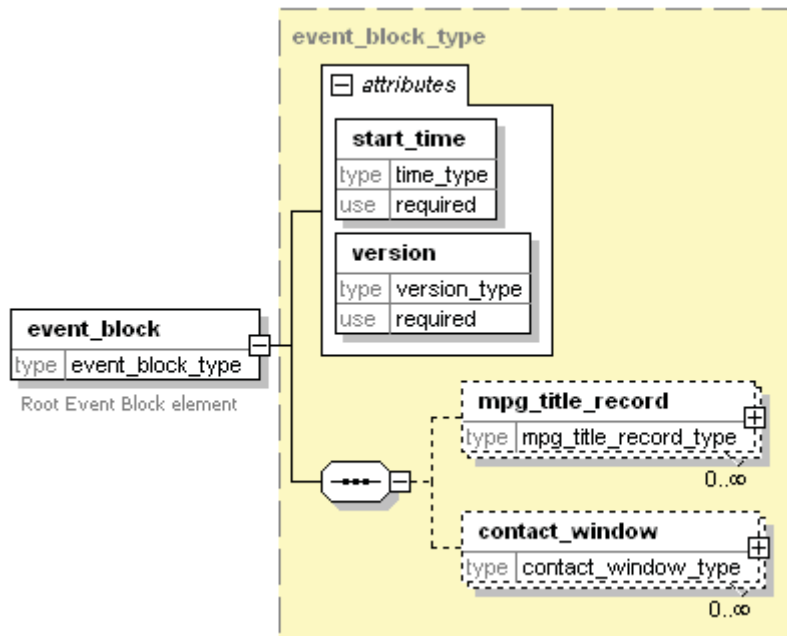 event_block_type
attributes
start_time
type time_type
use required
version
type version_type
use required
event_block
type event_block_type
Root Event Block element
mpg_title_record
type mpg_title_record_type
0..∞
contact_window
type contact_window_type
0..∞